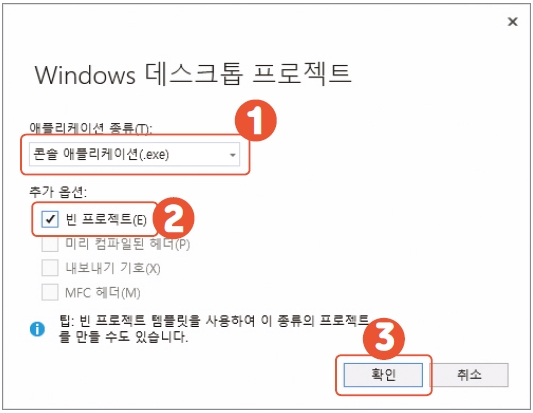 Windows 데스크톱 프로젝트
애플리케이션 종류(T):
1
콘솔 애플리케이션(.exe)
추가 옵션:
빈 프로젝트(E)
2
미리 컴파일된 헤더(P)
내보내기 기호(X)
MFC 헤더(M)
팁: 빈 프로젝트 템플릿을 사용하여 이 종류의 프로젝트
를 만들 수도 있습니다.
3
확인
취소